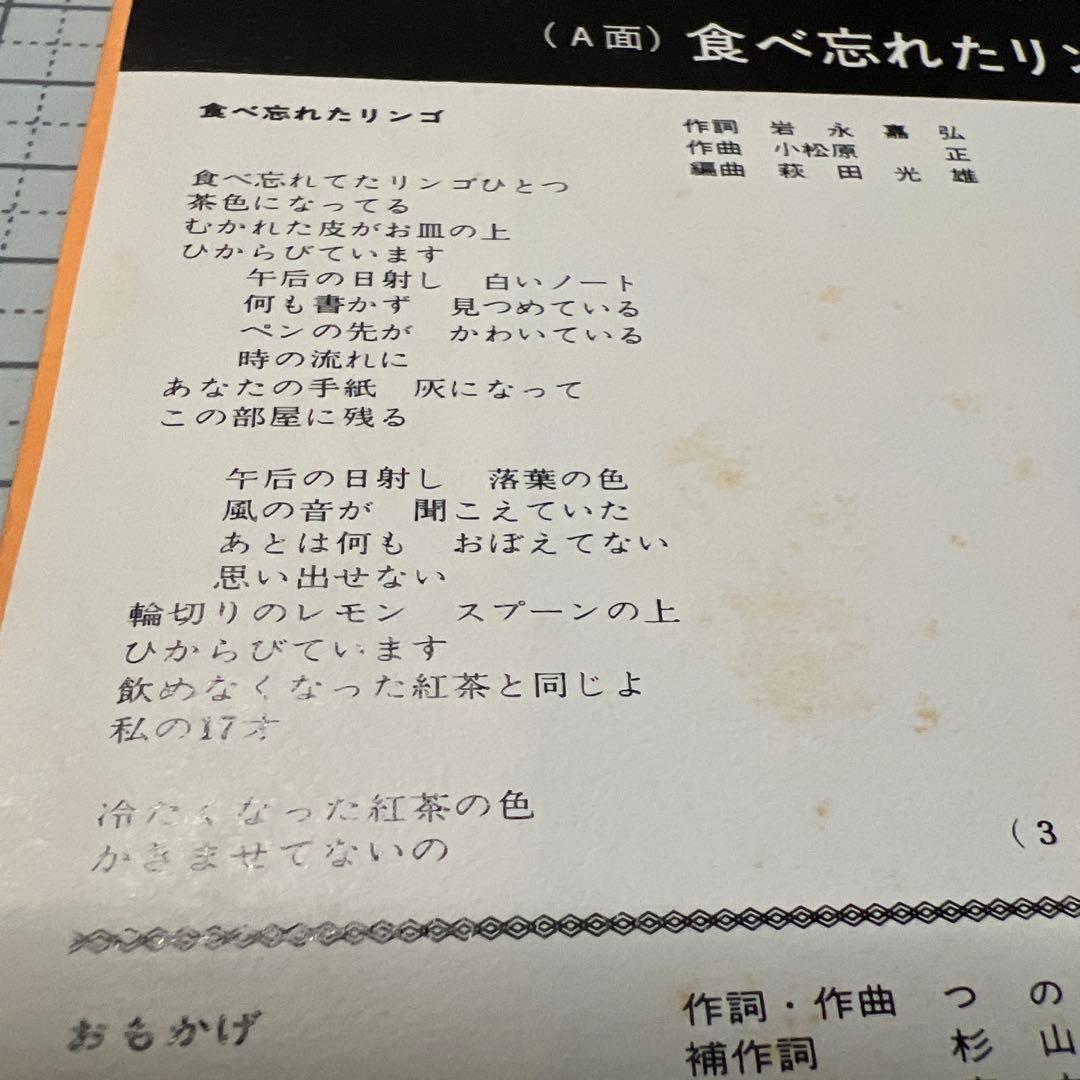 （A面）食べ忘れたリン
食べ忘れたリンゴ
作詞 岩永嘉弘
作曲 小松原 正
編曲 萩田光雄
食べ忘れてたリンゴひとつ
茶色になってる
むかれた皮がお皿の上
ひからびています
午后の日射し 白いノート
何も書かず 見つめている
ペンの先が かわいている
時の流れに
あなたの手紙 灰になって
この部屋に残る
午后の日射し 落葉の色
風の音が 聞こえていた
あとは何も おぼえてない
思い出せない
輪切りのレモン スプーンの上
ひからびています
飲めなくなった紅茶と同じよ
私の17才
冷たくなった紅茶の色
かきまぜてないの
（3
おもかげ
作詞・作曲 つの
補作詞 杉山